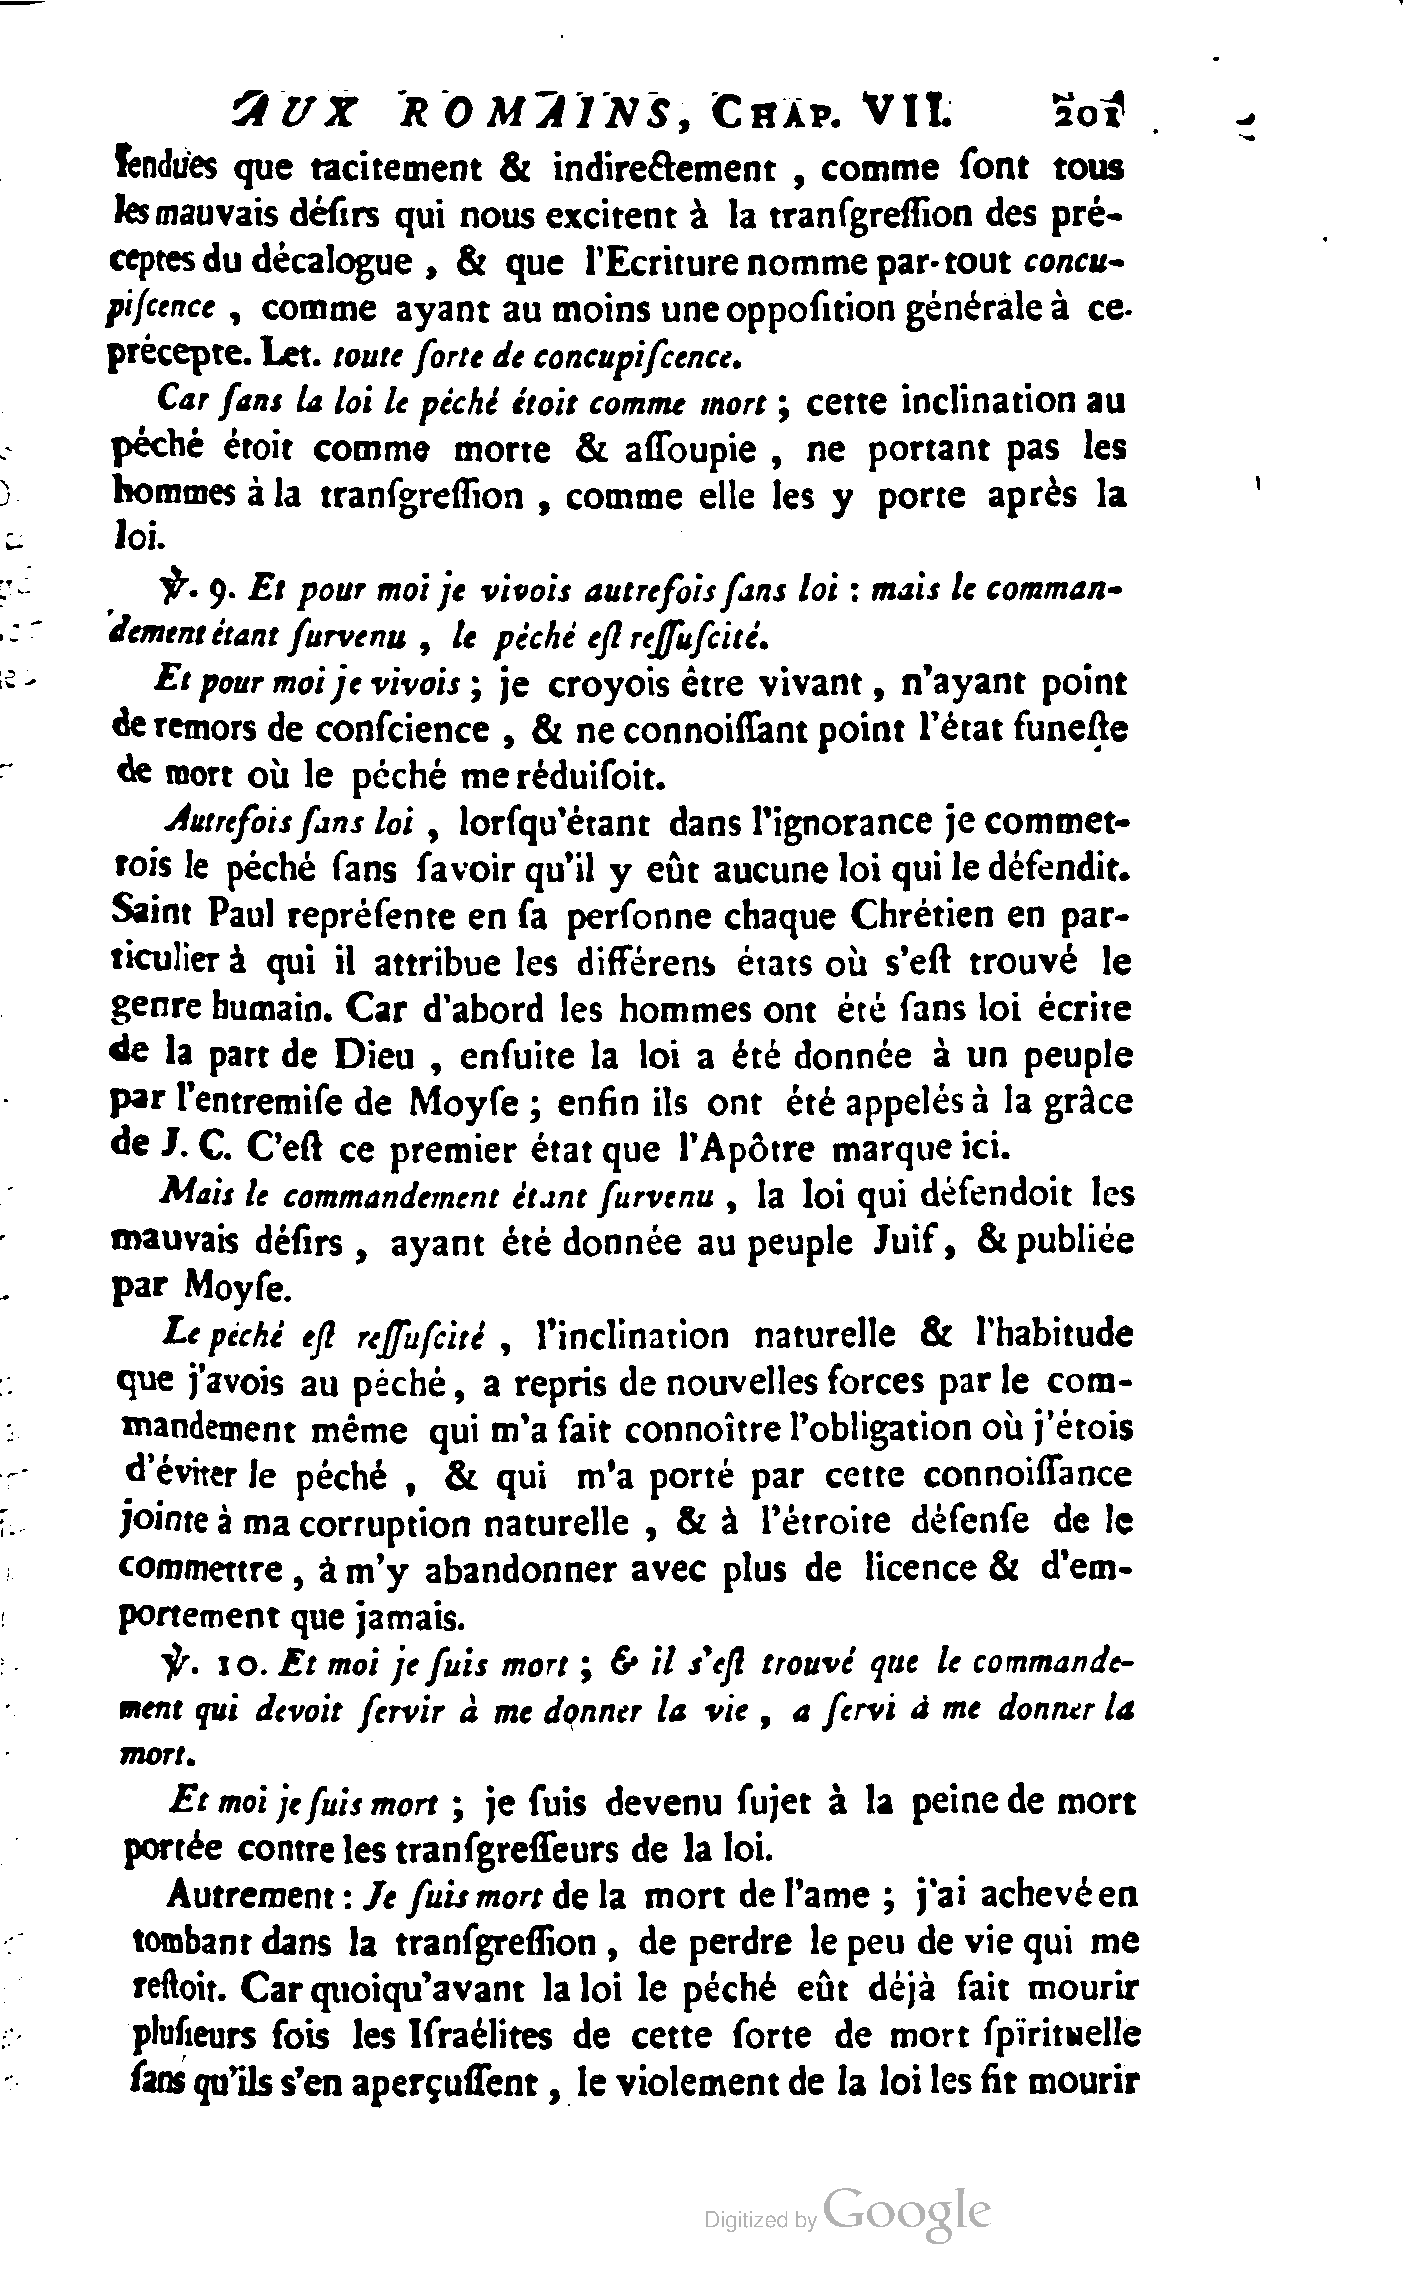 AUX ROMAINS, CHAP. VII. 201
fendues que tacitement & indirectement , comme ſont tous
les mauvais déſirs qui nous excitent à la tranſgreſſion des pré-
ceptes du décalogue , & que l'Ecriture nomme par-tout concu-
piſcence , comme ayant au moins une oppoſition générale à ce
précepte. Let. toute ſorte de concupiſcence.
Car ſans la loi le péché étoit comme mort ; cette inclination au
péché étoit comme morte & aſſoupie , ne portant pas les
hommes à la tranſgreſſion , comme elle les y porte après la
loi.
℣. 9. Et pour moi je vivois autrefois ſans loi : mais le comman-
dement étant ſurvenu , le péché eſt reſſuſcité.
Et pour moi je vivois ; je croyois être vivant , n'ayant point
de remors de conſcience , & ne connoiſſant point l'état funeſte
de mort où le péché me réduiſoit.
Autrefois ſans loi , lorſqu'étant dans l'ignorance je commet-
tois le péché ſans ſavoir qu'il y eût aucune loi qui le défendit.
Saint Paul repréſente en ſa perſonne chaque Chrétien en par-
ticulier à qui il attribue les différens états où s'eſt trouvé le
genre humain. Car d'abord les hommes ont été ſans loi écrite
de la part de Dieu , enſuite la loi a été donnée à un peuple
par l'entremiſe de Moyſe ; enfin ils ont été appelés à la grâce
de J. C. C'eſt ce premier état que l'Apôtre marque ici.
Mais le commandement étant ſurvenu , la loi qui défendoit les
mauvais déſirs , ayant été donnée au peuple Juif , & publiée
par Moyſe.
Le péché eſt reſſuſcité , l'inclination naturelle & l'habitude
que j'avois au péché , a repris de nouvelles forces par le com-
mandement même qui m'a fait connoître l'obligation où j'étois
d'éviter le péché , & qui m'a porté par cette connoiſſance
jointe à ma corruption naturelle , & à l'étroite défenſe de le
commettre , à m'y abandonner avec plus de licence & d'em-
portement que jamais.
℣. 10. Et moi je ſuis mort ; & il s'eſt trouvé que le commande-
ment qui devoit ſervir à me donner la vie , a ſervi à me donner la
mort.
Et moi je ſuis mort ; je ſuis devenu ſujet à la peine de mort
portée contre les tranſgreſſeurs de la loi.
Autrement : Je ſuis mort de la mort de l'ame ; j'ai achevé en
tombant dans la tranſgreſſion , de perdre le peu de vie qui me
reſtoit. Car quoiqu'avant la loi le péché eût déjà fait mourir
pluſieurs fois les Iſraélites de cette ſorte de mort ſpirituelle
ſans qu'ils s'en aperçuſſent , le violement de la loi les fit mourir
Digitized by Google